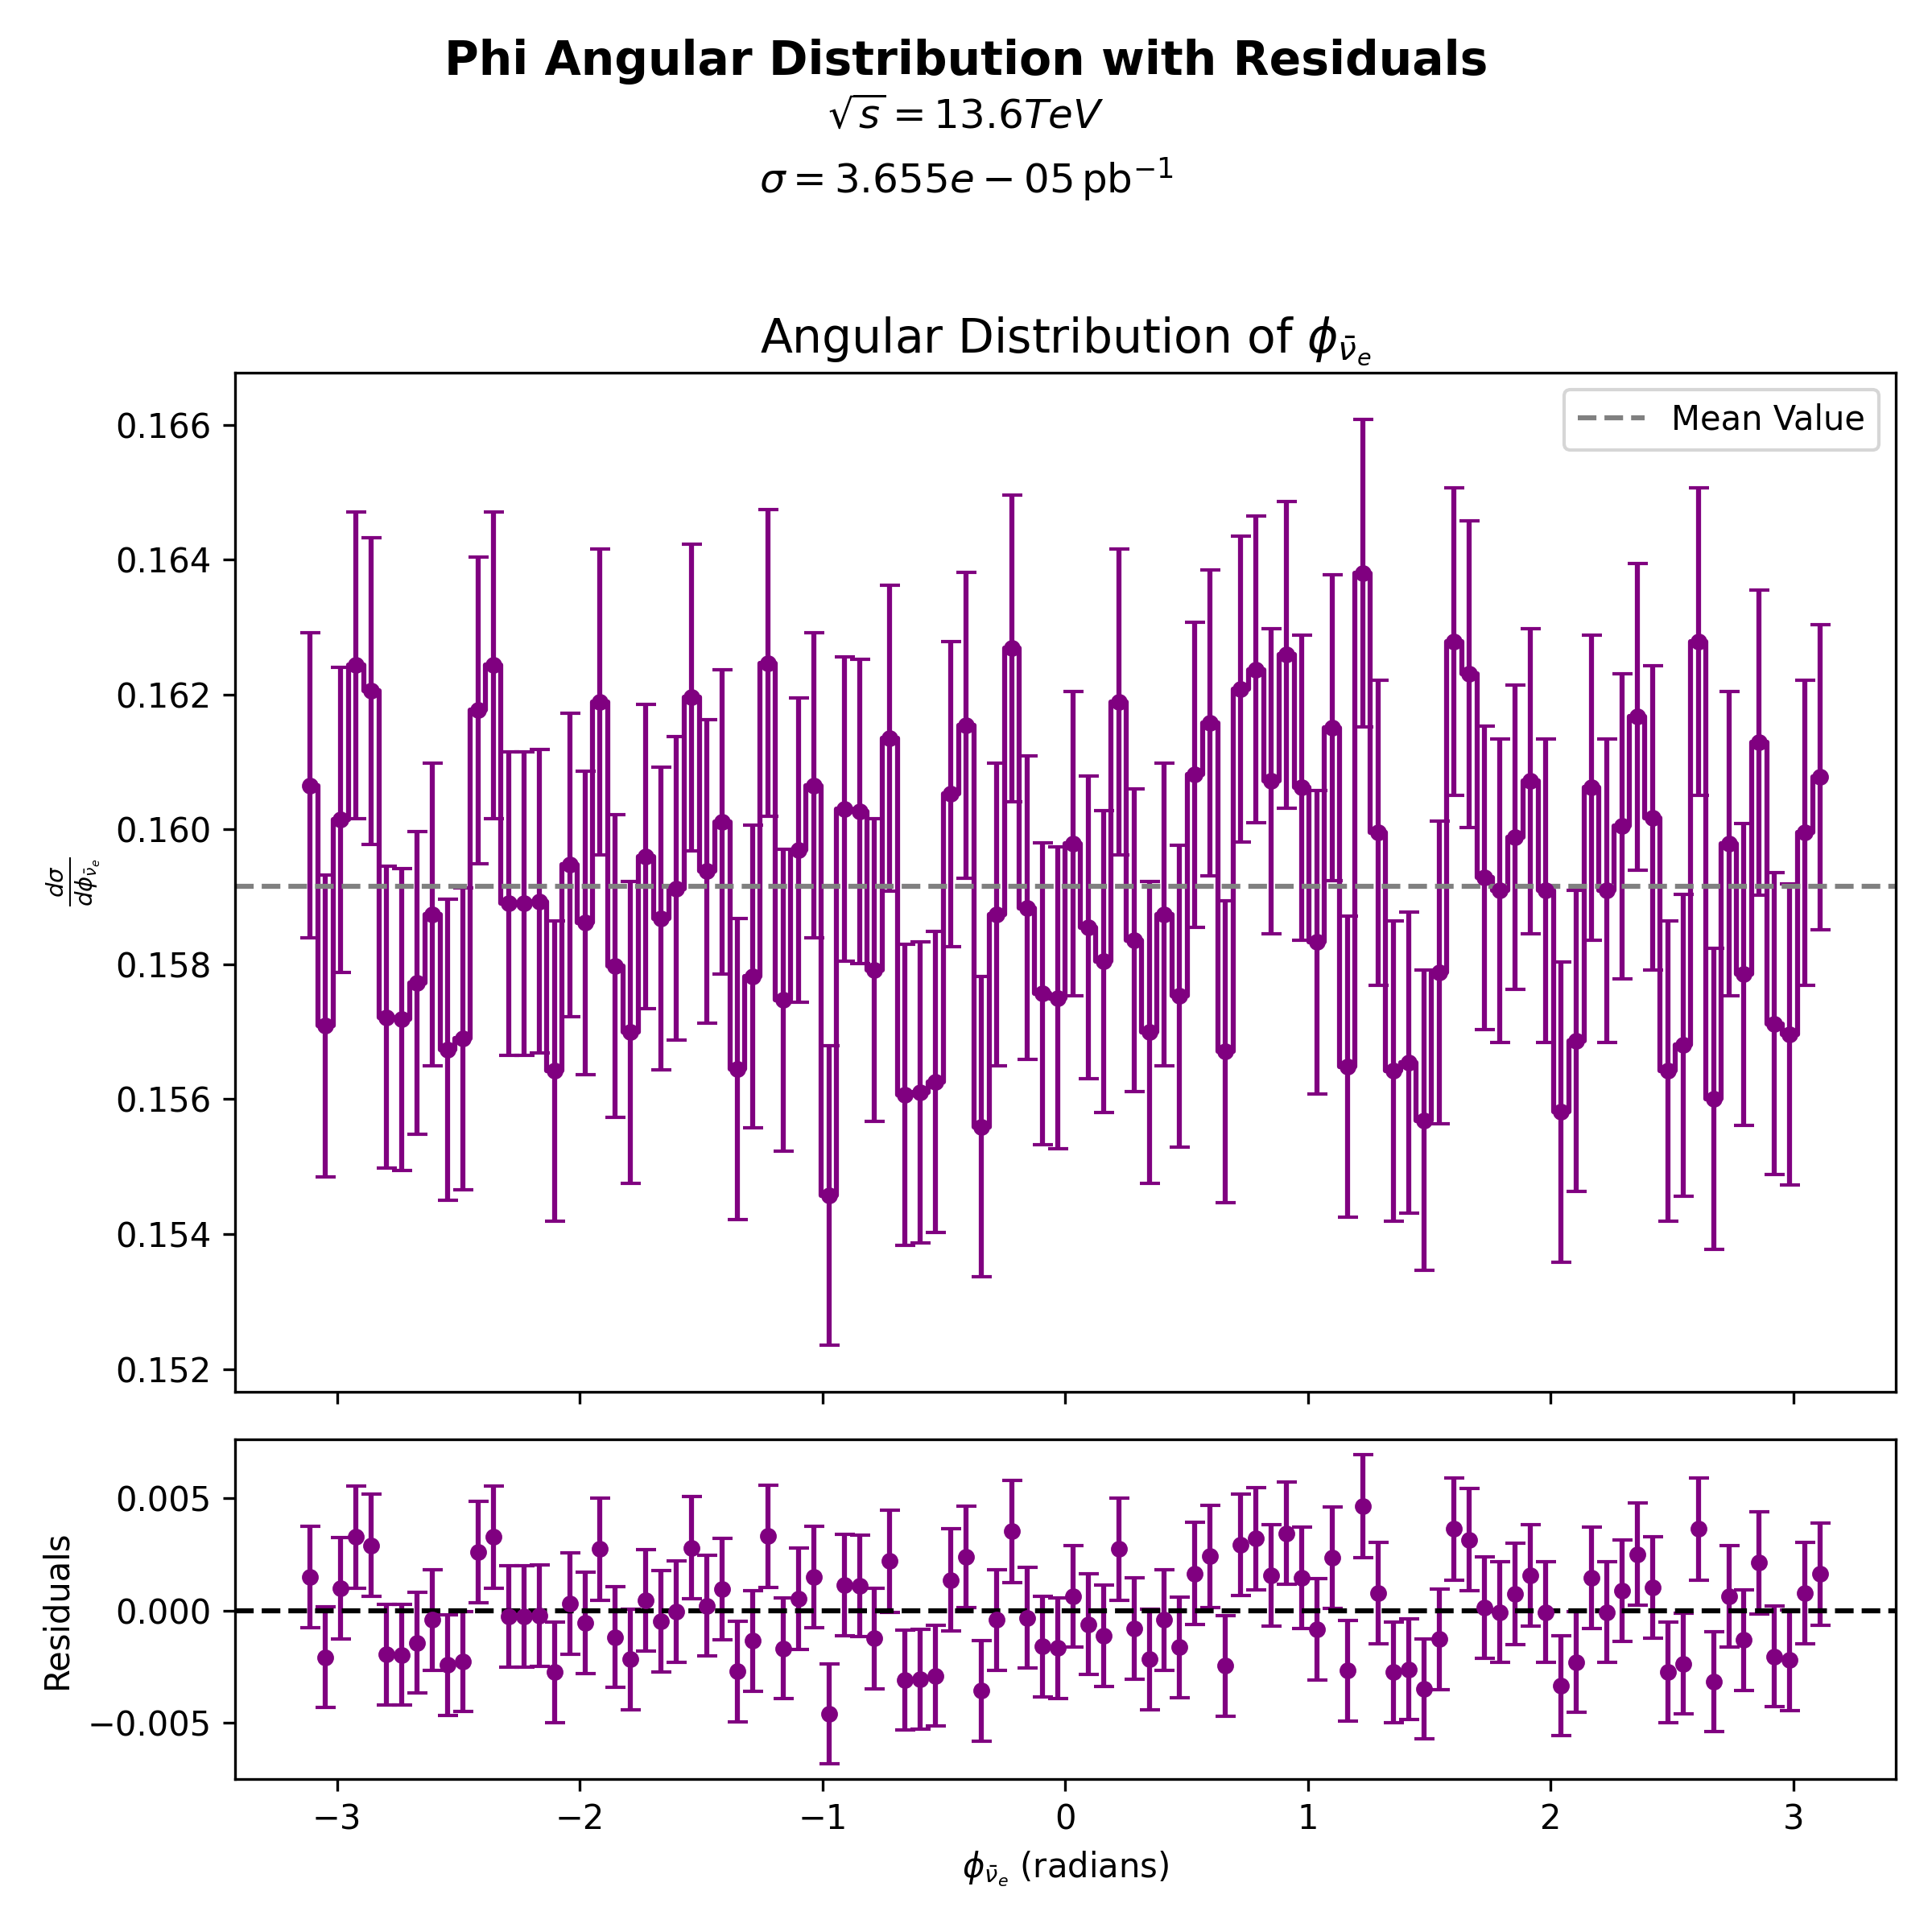 Phi Angular Distribution with Residuals
√s = 13.6TeV
σ = 3.655e − 05 pb⁻¹
Angular Distribution of ϕ_ν̄ₑ
Mean Value
0.166
0.164
0.162
0.160
0.158
0.156
0.154
0.152
dσ/dϕ_ν̄ₑ
0.005
0.000
−0.005
Residuals
−3 −2 −1 0 1 2 3
ϕ_ν̄ₑ (radians)